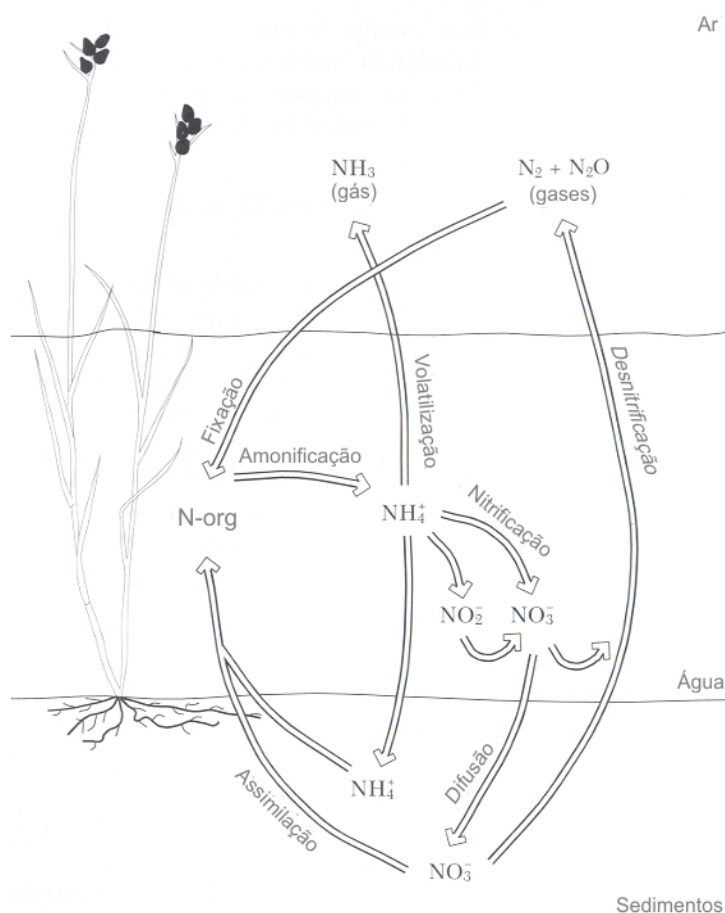 Ar
NH₃
(gás)
N₂ + N₂O
(gases)
Fixação
Volatilização
Desnitrificação
Amonificação
N-org
NH₄⁺
Nitrificação
NO₂⁻
NO₃⁻
Água
NH₄⁺
Difusão
Assimilação
NO₃⁻
Sedimentos